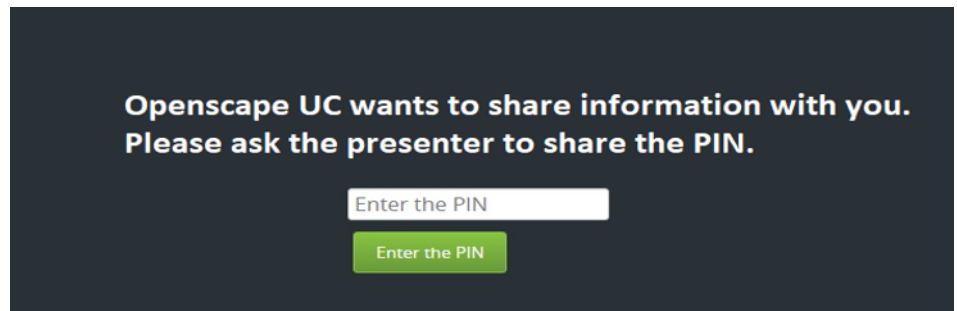 Openscape UC wants to share information with you.
Please ask the presenter to share the PIN.
Enter the PIN
Enter the PIN